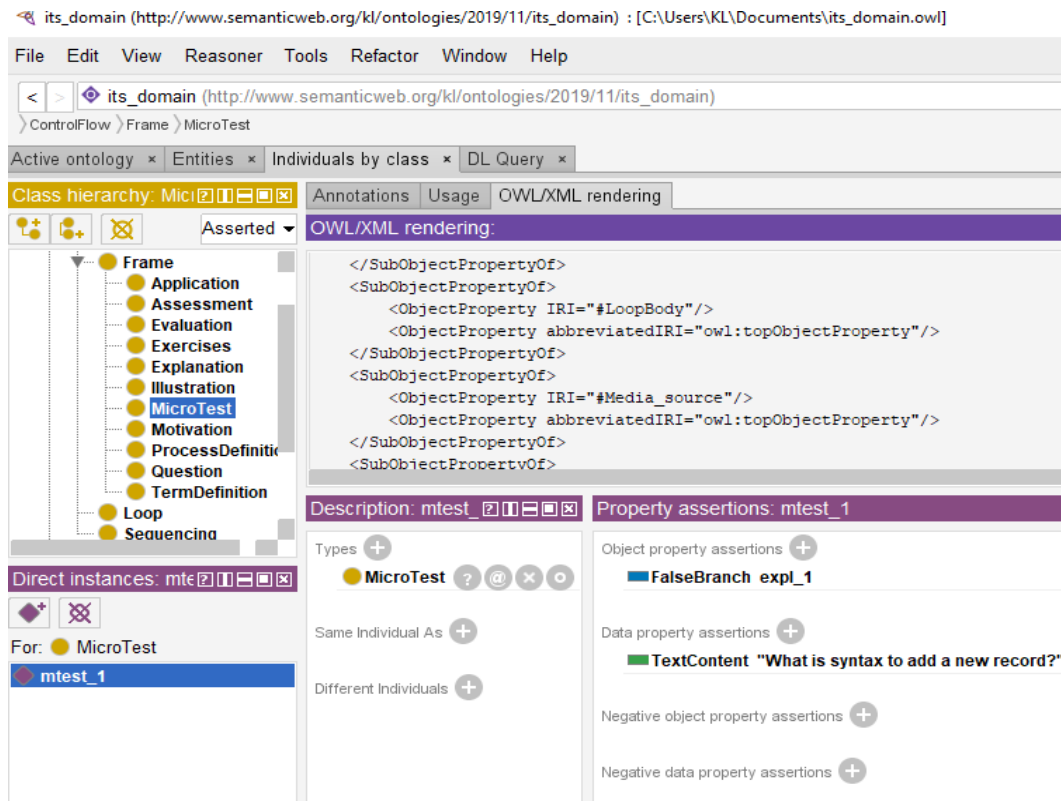 its_domain (http://www.semanticweb.org/kl/ontologies/2019/11/its_domain) : [C:\Users\KL\Documents\its_domain.owl]
File Edit View Reasoner Tools Refactor Window Help
< > its_domain (http://www.semanticweb.org/kl/ontologies/2019/11/its_domain)
ControlFlow Frame MicroTest
Active ontology × Entities × Individuals by class × DL Query ×
Class hierarchy: Micr
Asserted
Frame
Application
Assessment
Evaluation
Exercises
Explanation
Illustration
MicroTest
Motivation
ProcessDefinitic
Question
TermDefinition
Loop
Sequencing
Annotations Usage OWL/XML rendering
OWL/XML rendering:
</SubObjectPropertyOf>
<SubObjectPropertyOf>
<ObjectProperty IRI="#LoopBody"/>
<ObjectProperty abbreviatedIRI="owl:topObjectProperty"/>
</SubObjectPropertyOf>
<SubObjectPropertyOf>
<ObjectProperty IRI="#Media_source"/>
<ObjectProperty abbreviatedIRI="owl:topObjectProperty"/>
</SubObjectPropertyOf>
<SubObjectPropertyOf>
Direct instances: mte
For: MicroTest
mtest_1
Description: mtest_
Types
MicroTest
Same Individual As
Different Individuals
Property assertions: mtest_1
Object property assertions
FalseBranch expl_1
Data property assertions
TextContent "What is syntax to add a new record?"
Negative object property assertions
Negative data property assertions